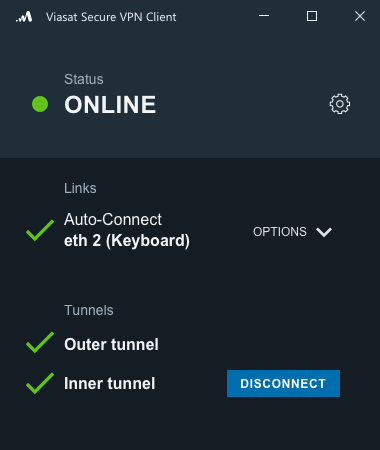 Viasat Secure VPN Client
Status
ONLINE
Links
Auto-Connect
eth 2 (Keyboard)
OPTIONS
Tunnels
Outer tunnel
Inner tunnel
DISCONNECT